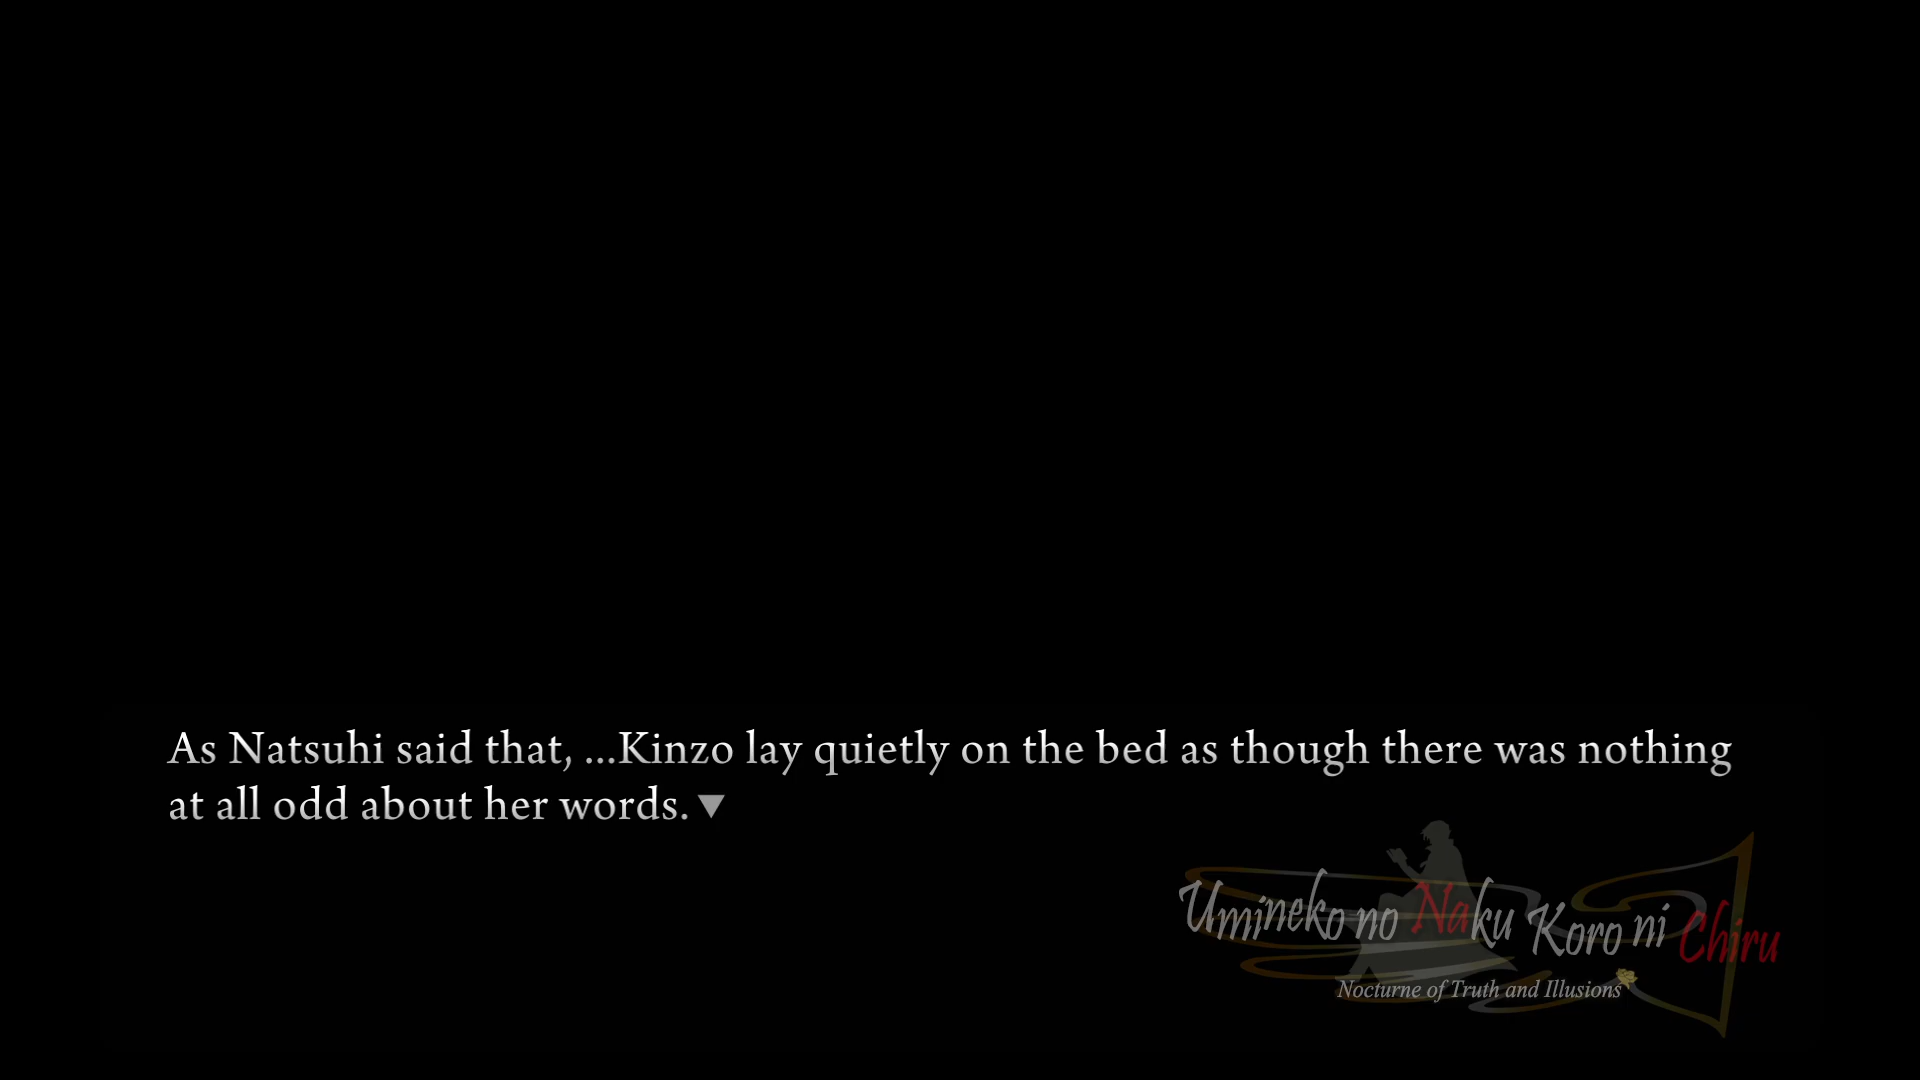 As Natsuhi said that, ...Kinzo lay quietly on the bed as though there was nothing
at all odd about her words.
Umineko no Naku Koro ni Chiru
Nocturne of Truth and Illusions